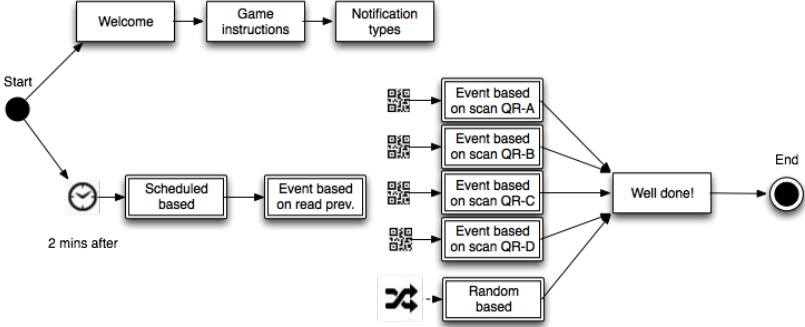 Welcome
Game
instructions
Notification
types
Start
Event based
on scan QR-A
Event based
on scan QR-B
End
Scheduled
based
Event based
on read prev.
Event based
on scan QR-C
Well done!
2 mins after
Event based
on scan QR-D
Random
based